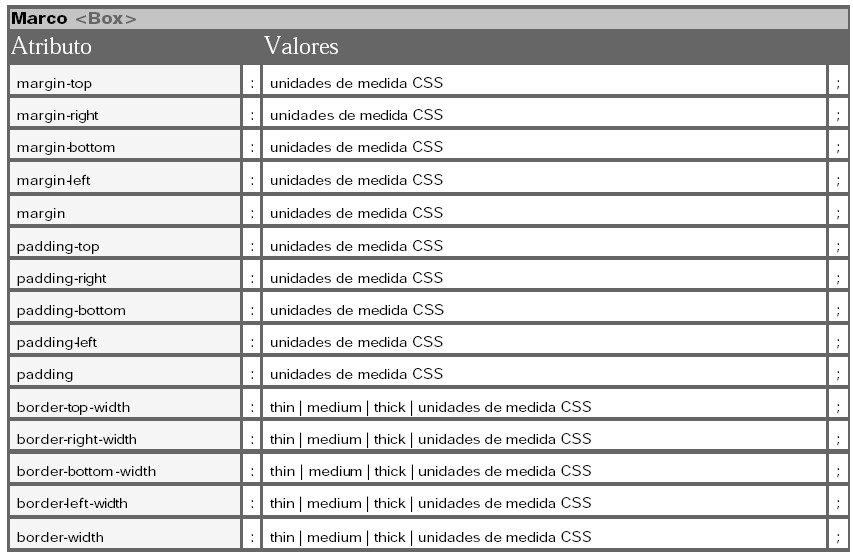 Marco <Box>
Atributo Valores
margin-top : unidades de medida CSS ;
margin-right : unidades de medida CSS ;
margin-bottom : unidades de medida CSS ;
margin-left : unidades de medida CSS ;
margin : unidades de medida CSS ;
padding-top : unidades de medida CSS ;
padding-right : unidades de medida CSS ;
padding-bottom : unidades de medida CSS ;
padding-left : unidades de medida CSS ;
padding : unidades de medida CSS ;
border-top-width : thin | medium | thick | unidades de medida CSS ;
border-right-width : thin | medium | thick | unidades de medida CSS ;
border-bottom-width : thin | medium | thick | unidades de medida CSS ;
border-left-width : thin | medium | thick | unidades de medida CSS ;
border-width : thin | medium | thick | unidades de medida CSS ;